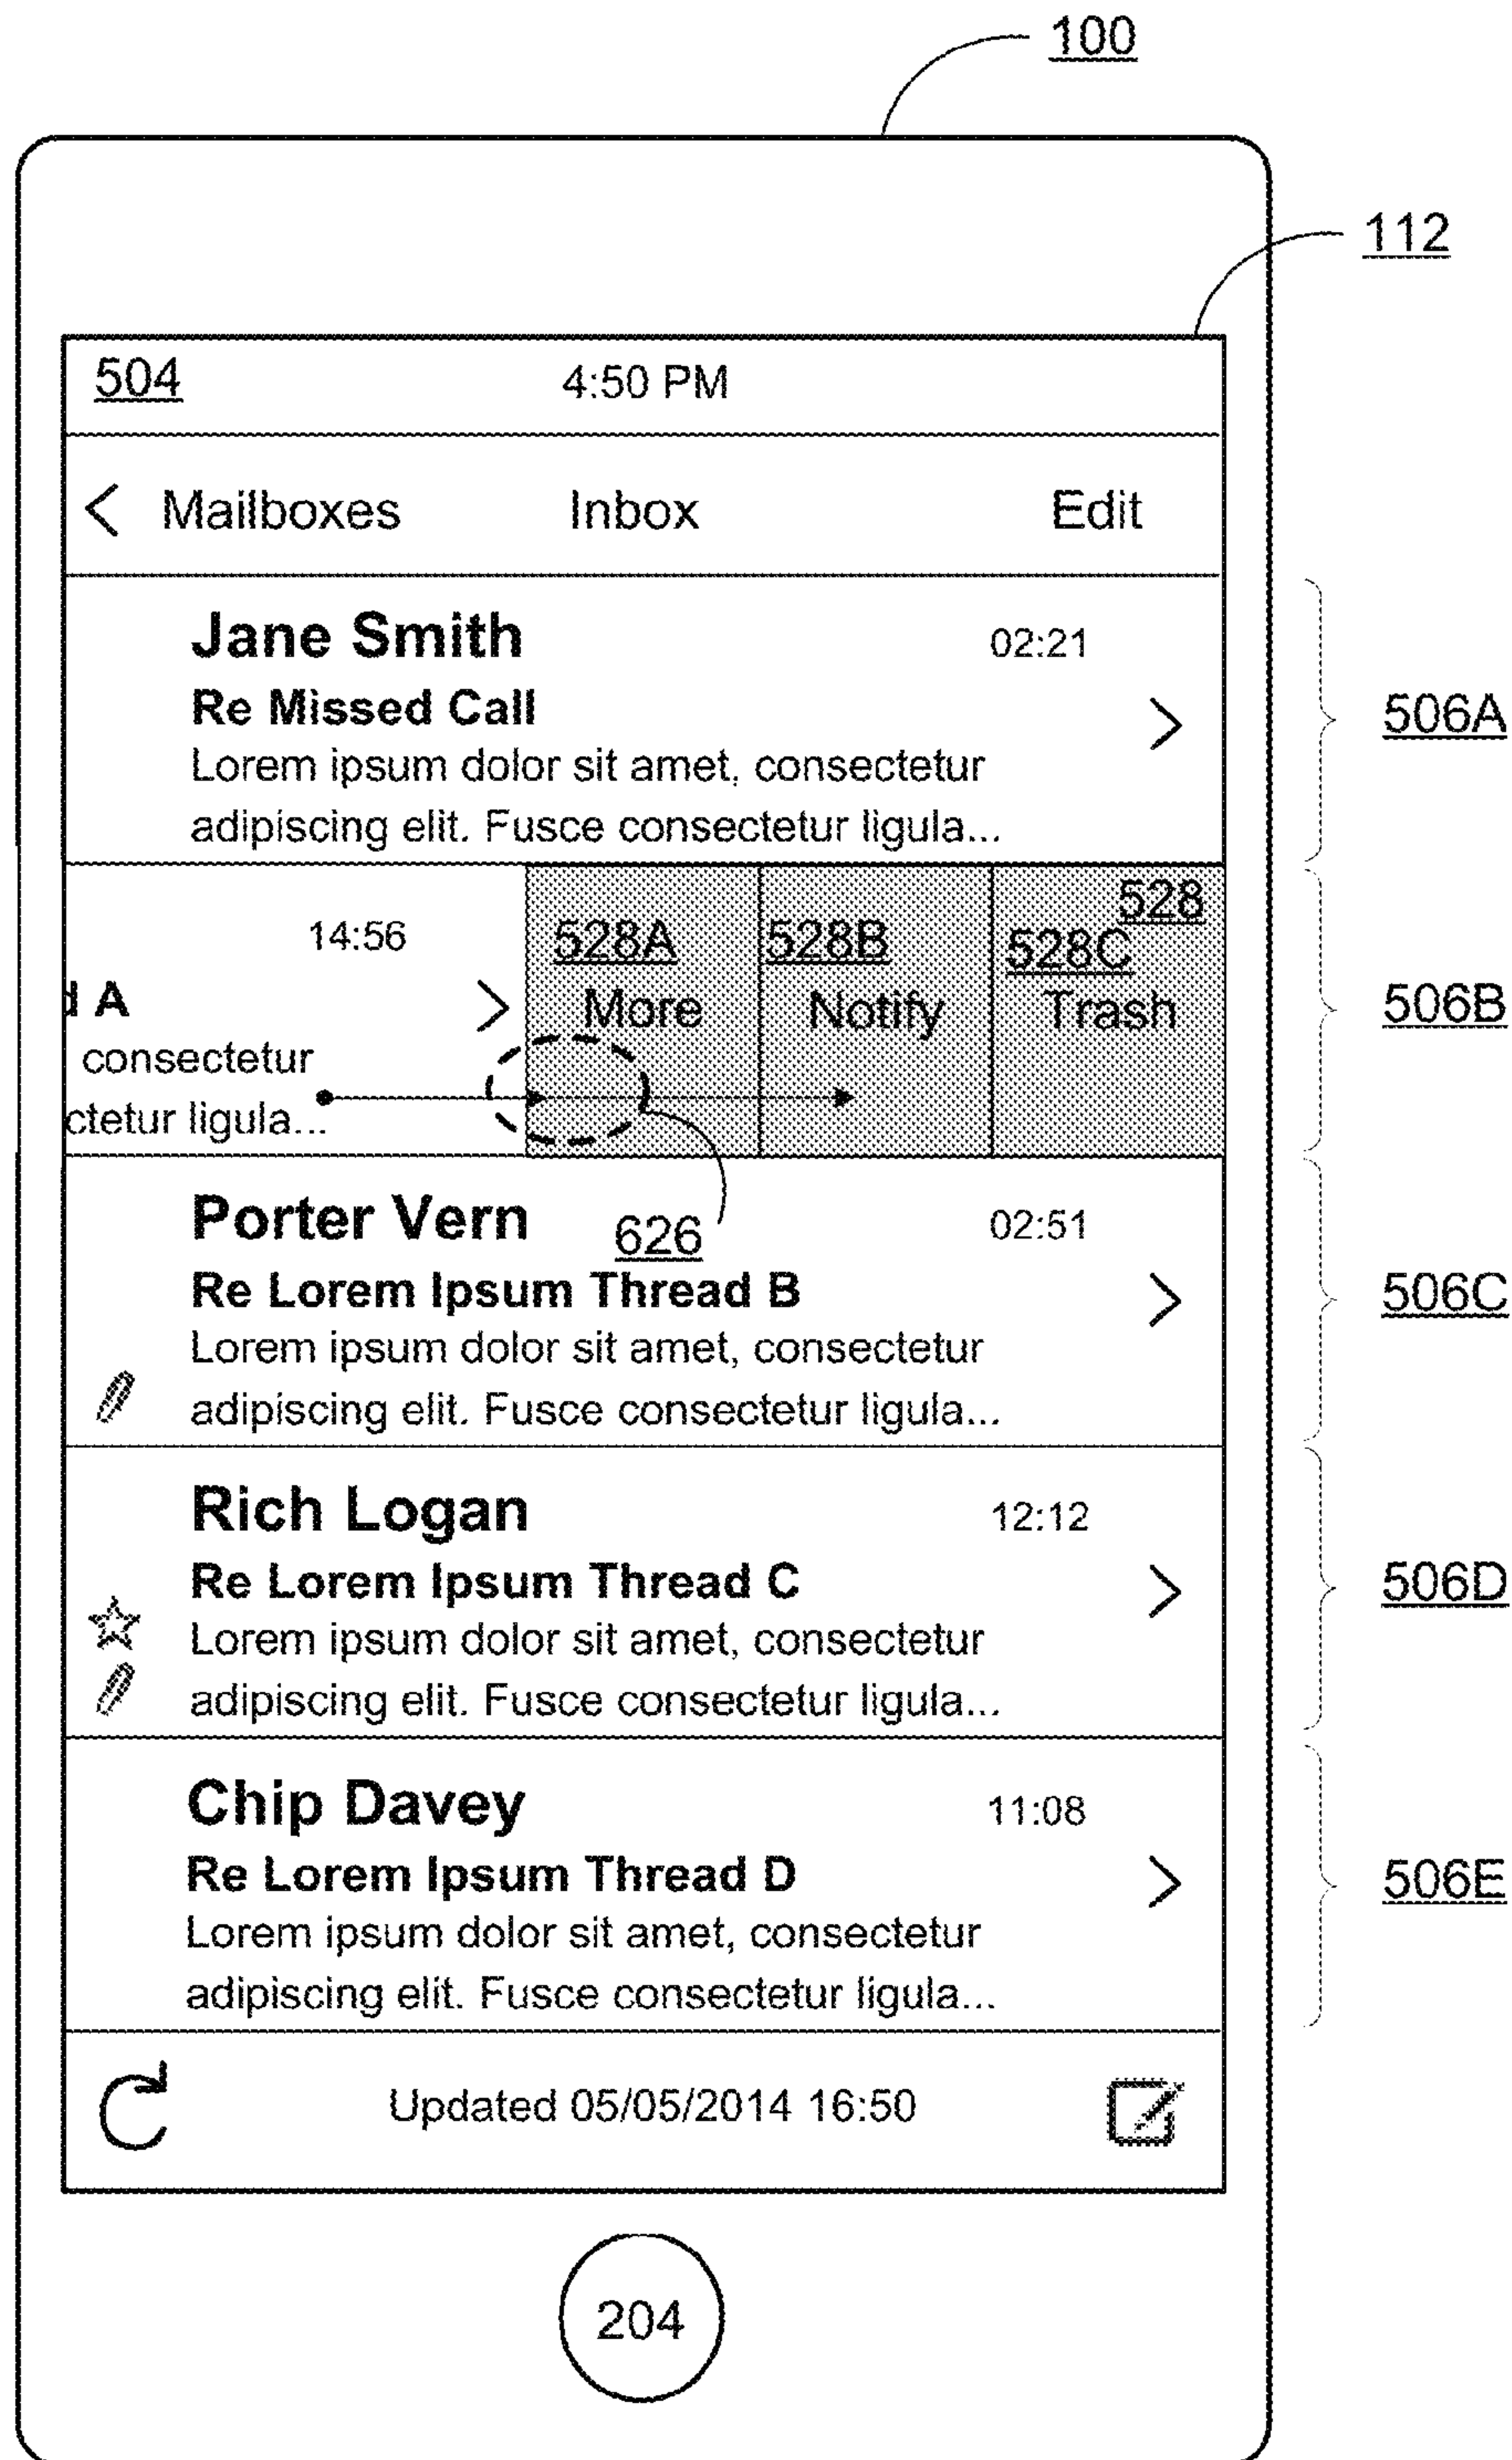 100
112
504 4:50 PM
< Mailboxes Inbox Edit
Jane Smith 02:21
Re Missed Call
506A
Lorem ipsum dolor sit amet, consectetur
adipiscing elit. Fusce consectetur ligula...
528
14:56 528A 528B 528C
d A > More Notify Trash
506B
consectetur
ctetur ligula...
Porter Vern 626 02:51
Re Lorem Ipsum Thread B
506C
Lorem ipsum dolor sit amet, consectetur
adipiscing elit. Fusce consectetur ligula...
Rich Logan 12:12
Re Lorem Ipsum Thread C
506D
Lorem ipsum dolor sit amet, consectetur
adipiscing elit. Fusce consectetur ligula...
Chip Davey 11:08
Re Lorem Ipsum Thread D
506E
Lorem ipsum dolor sit amet, consectetur
adipiscing elit. Fusce consectetur ligula...
Updated 05/05/2014 16:50
204